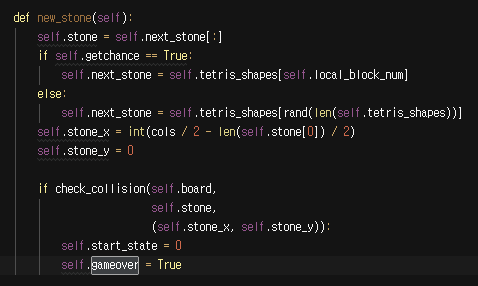 def new_stone(self):
    self.stone = self.next_stone[:]
    if self.getchance == True:
        self.next_stone = self.tetris_shapes[self.local_block_num]
    else:
        self.next_stone = self.tetris_shapes[rand(len(self.tetris_shapes))]
    self.stone_x = int(cols / 2 - len(self.stone[0]) / 2)
    self.stone_y = 0

    if check_collision(self.board,
                       self.stone,
                       (self.stone_x, self.stone_y)):
        self.start_state = 0
        self.gameover = True